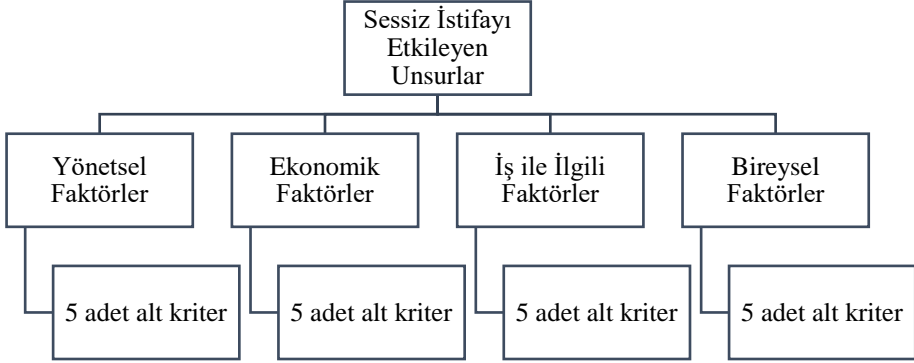 Sessiz İstifayı
Etkileyen
Unsurlar
Yönetsel
Faktörler
Ekonomik
Faktörler
İş ile İlgili
Faktörler
Bireysel
Faktörler
5 adet alt kriter
5 adet alt kriter
5 adet alt kriter
5 adet alt kriter